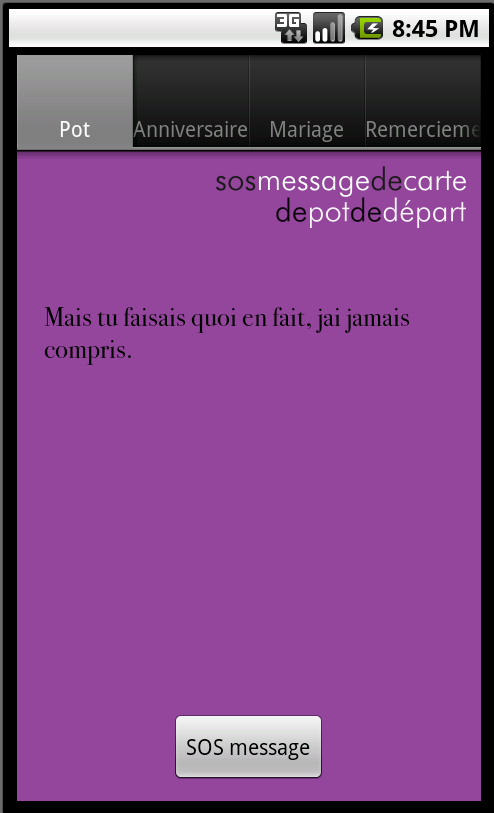 3G 8:45 PM
Pot Anniversaire Mariage Remercieme
sosmessagedecarte
depotdedépart
Mais tu faisais quoi en fait, jai jamais
compris.
SOS message